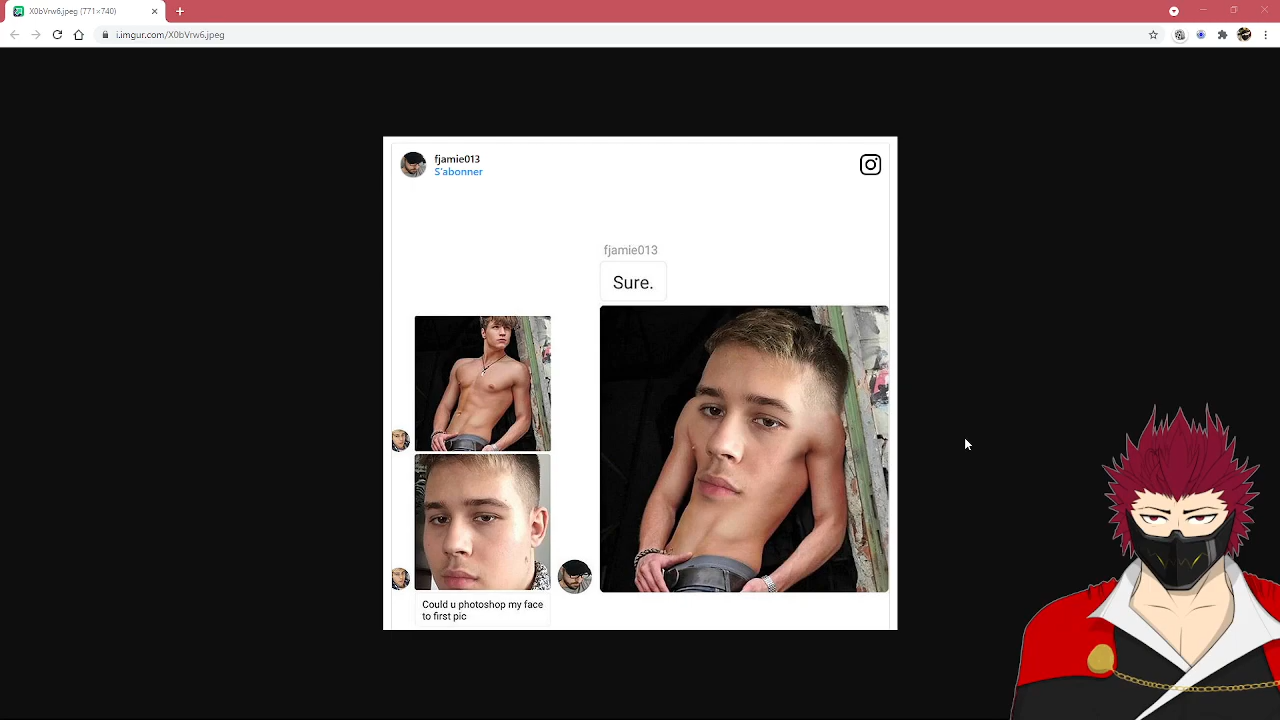 X0bVrw6.jpeg (771×740)
i.imgur.com/X0bVrw6.jpeg
fjamie013
S'abonner
fjamie013
Sure.
Could u photoshop my face
to first pic